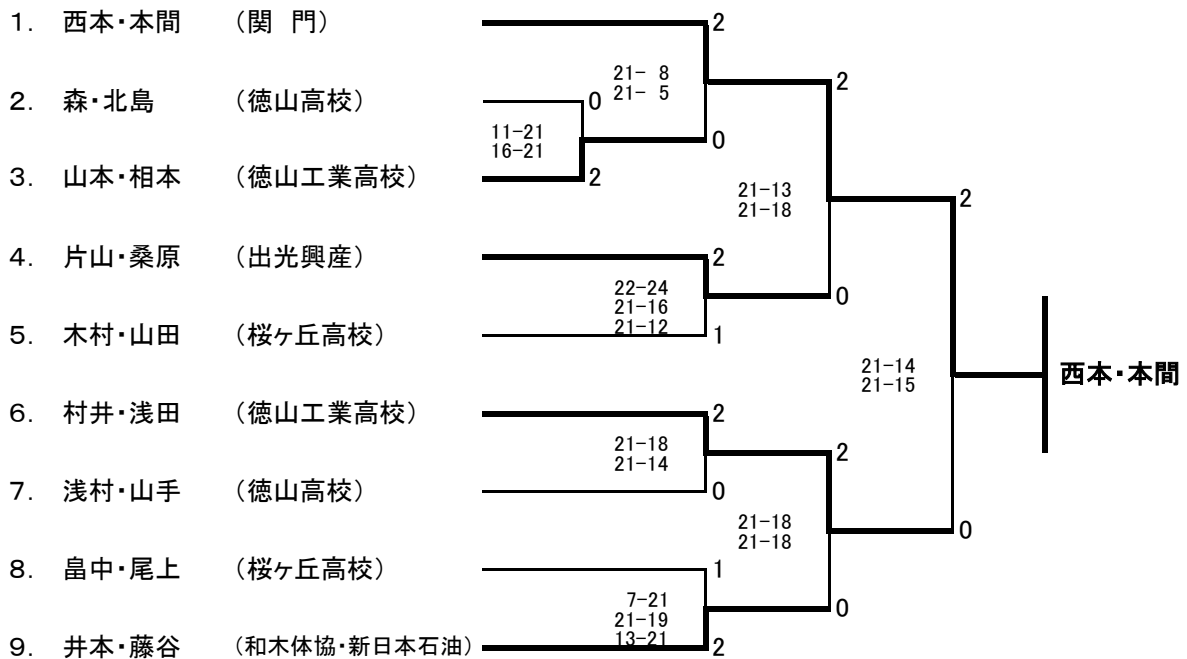 1. 西本・本間 (関 門) 2
21- 8
21- 5
2
2. 森・北島 (徳山高校) 0
11-21
16-21
0
3. 山本・相本 (徳山工業高校) 2
21-13
21-18
2
4. 片山・桑原 (出光興産) 2
22-24
21-16
21-12
0
5. 木村・山田 (桜ヶ丘高校) 1
21-14
21-15
西本・本間
6. 村井・浅田 (徳山工業高校) 2
21-18
21-14
2
7. 浅村・山手 (徳山高校) 0
21-18
21-18
0
8. 畠中・尾上 (桜ヶ丘高校) 1
7-21
21-19
13-21
0
9. 井本・藤谷 (和木体協・新日本石油) 2